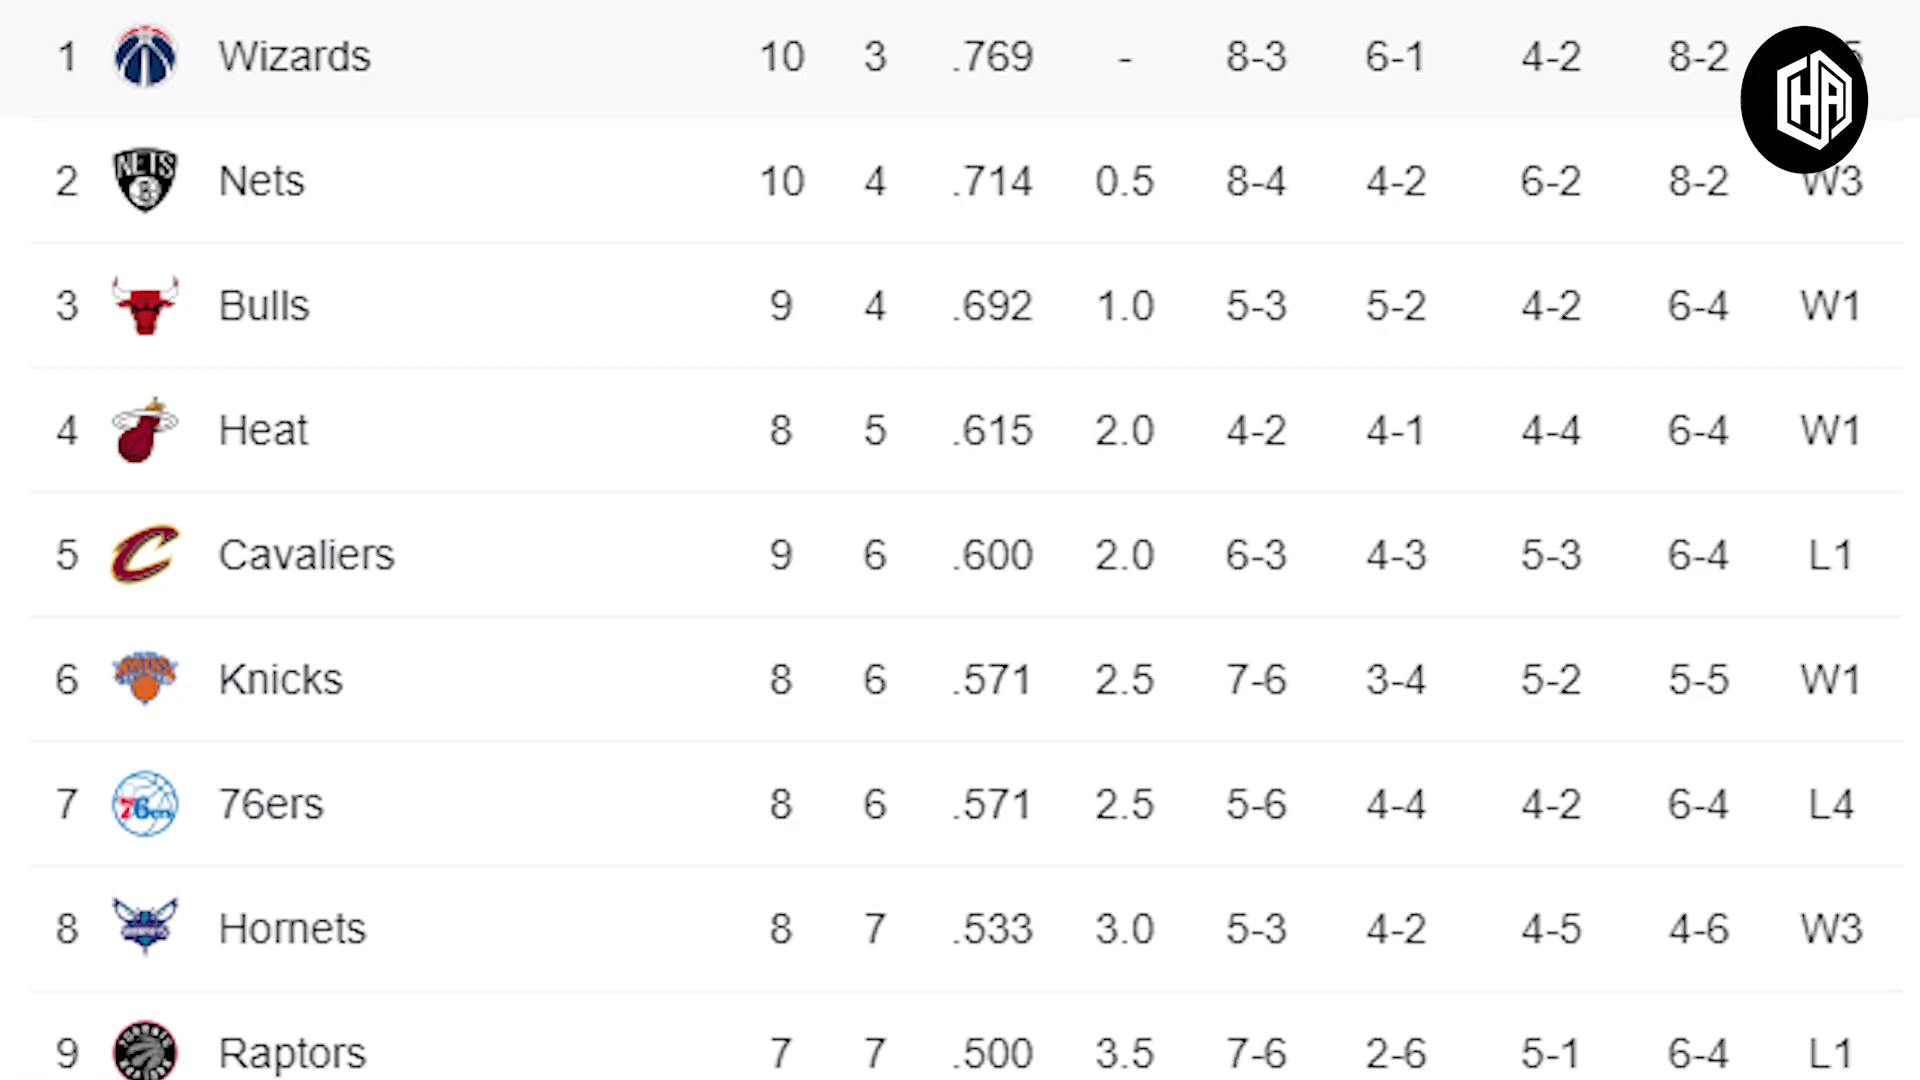 1 Wizards 10 3 .769 - 8-3 6-1 4-2 8-2
2 NETS Nets 10 4 .714 0.5 8-4 4-2 6-2 8-2 W3
3 Bulls 9 4 .692 1.0 5-3 5-2 4-2 6-4 W1
4 Heat 8 5 .615 2.0 4-2 4-1 4-4 6-4 W1
5 C Cavaliers 9 6 .600 2.0 6-3 4-3 5-3 6-4 L1
6 Knicks 8 6 .571 2.5 7-6 3-4 5-2 5-5 W1
7 76ers 76ers 8 6 .571 2.5 5-6 4-4 4-2 6-4 L4
8 Hornets 8 7 .533 3.0 5-3 4-2 4-5 4-6 W3
9 Raptors 7 7 .500 3.5 7-6 2-6 5-1 6-4 L1
HA